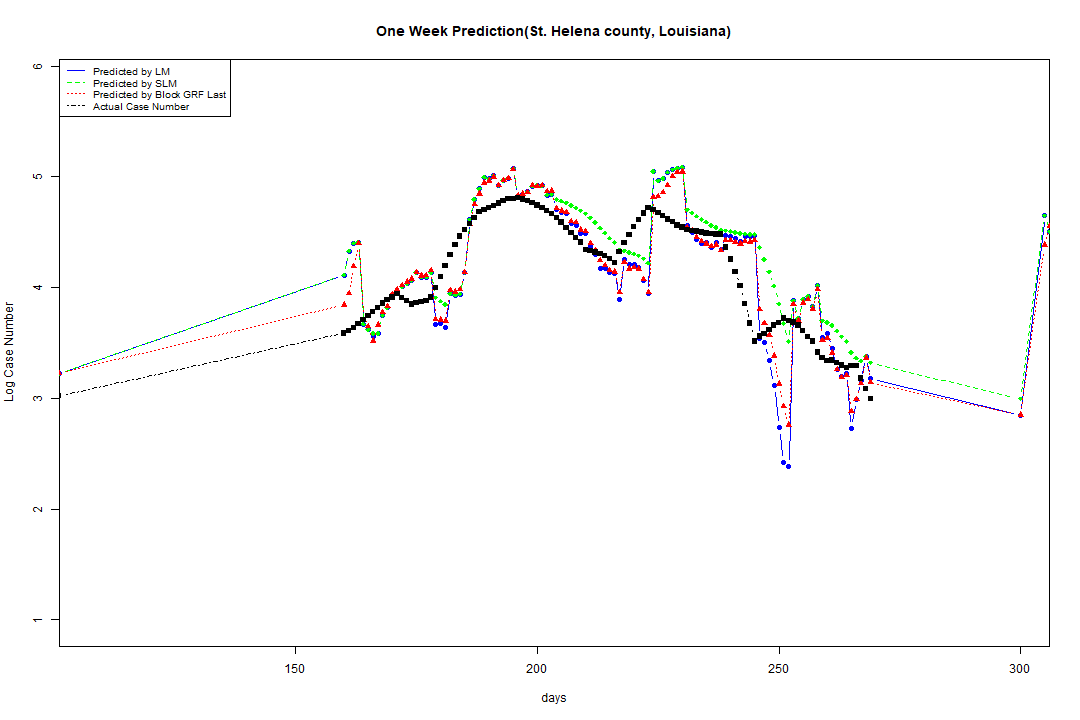 One Week Prediction(St. Helena county, Louisiana)
Predicted by LM
Predicted by SLM
Predicted by Block GRF Last
Actual Case Number
6
5
4
3
2
1
Log Case Number
150
200
250
300
days